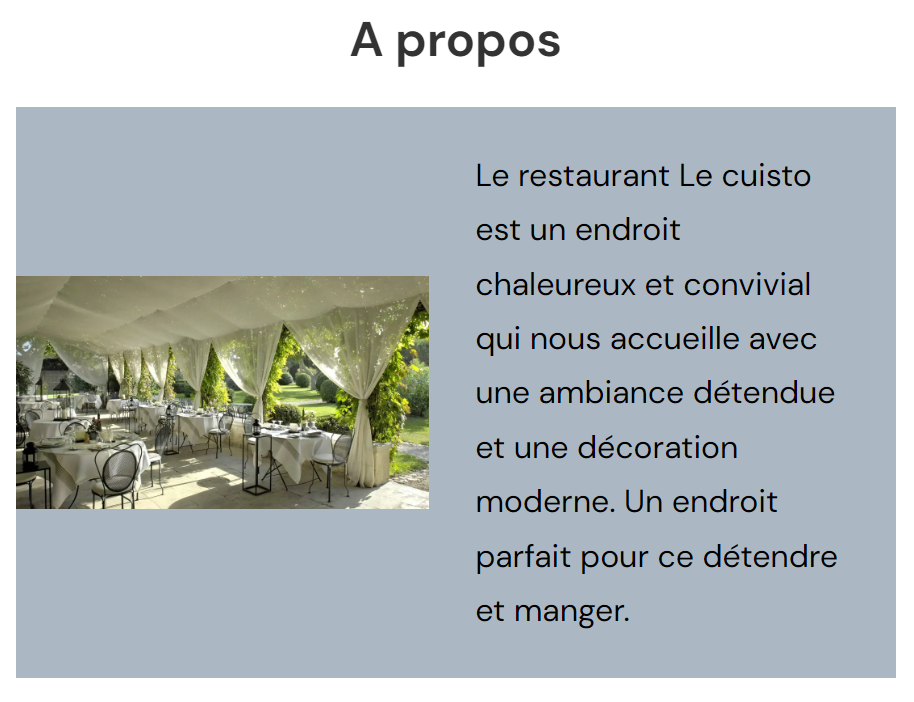 A propos
Le restaurant Le cuisto
est un endroit
chaleureux et convivial
qui nous accueille avec
une ambiance détendue
et une décoration
moderne. Un endroit
parfait pour ce détendre
et manger.